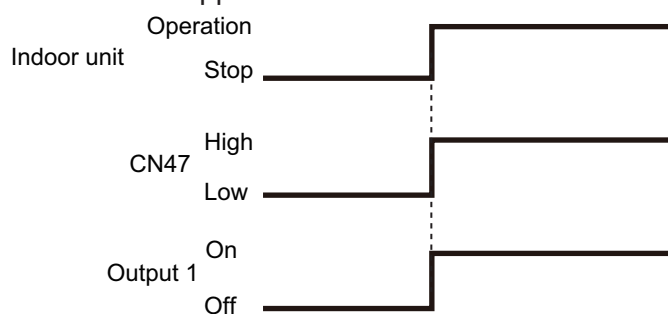 Operation
Indoor unit
Stop
High
CN47
Low
On
Output 1
Off